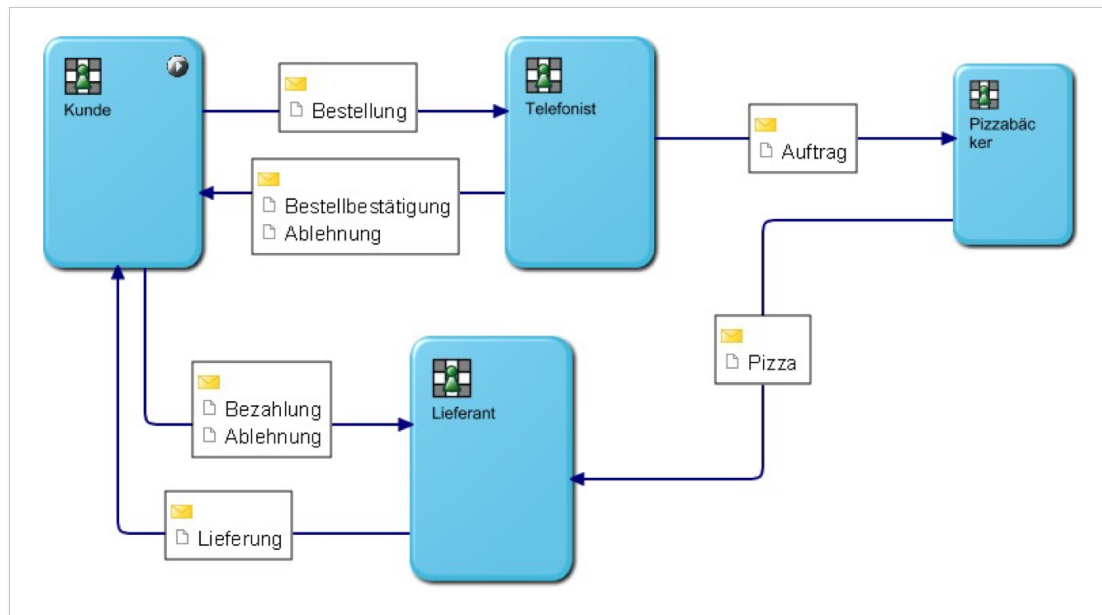 Kunde
Bestellung
Telefonist
Auftrag
Pizzabäc
ker
Bestellbestätigung
Ablehnung
Pizza
Bezahlung
Ablehnung
Lieferant
Lieferung